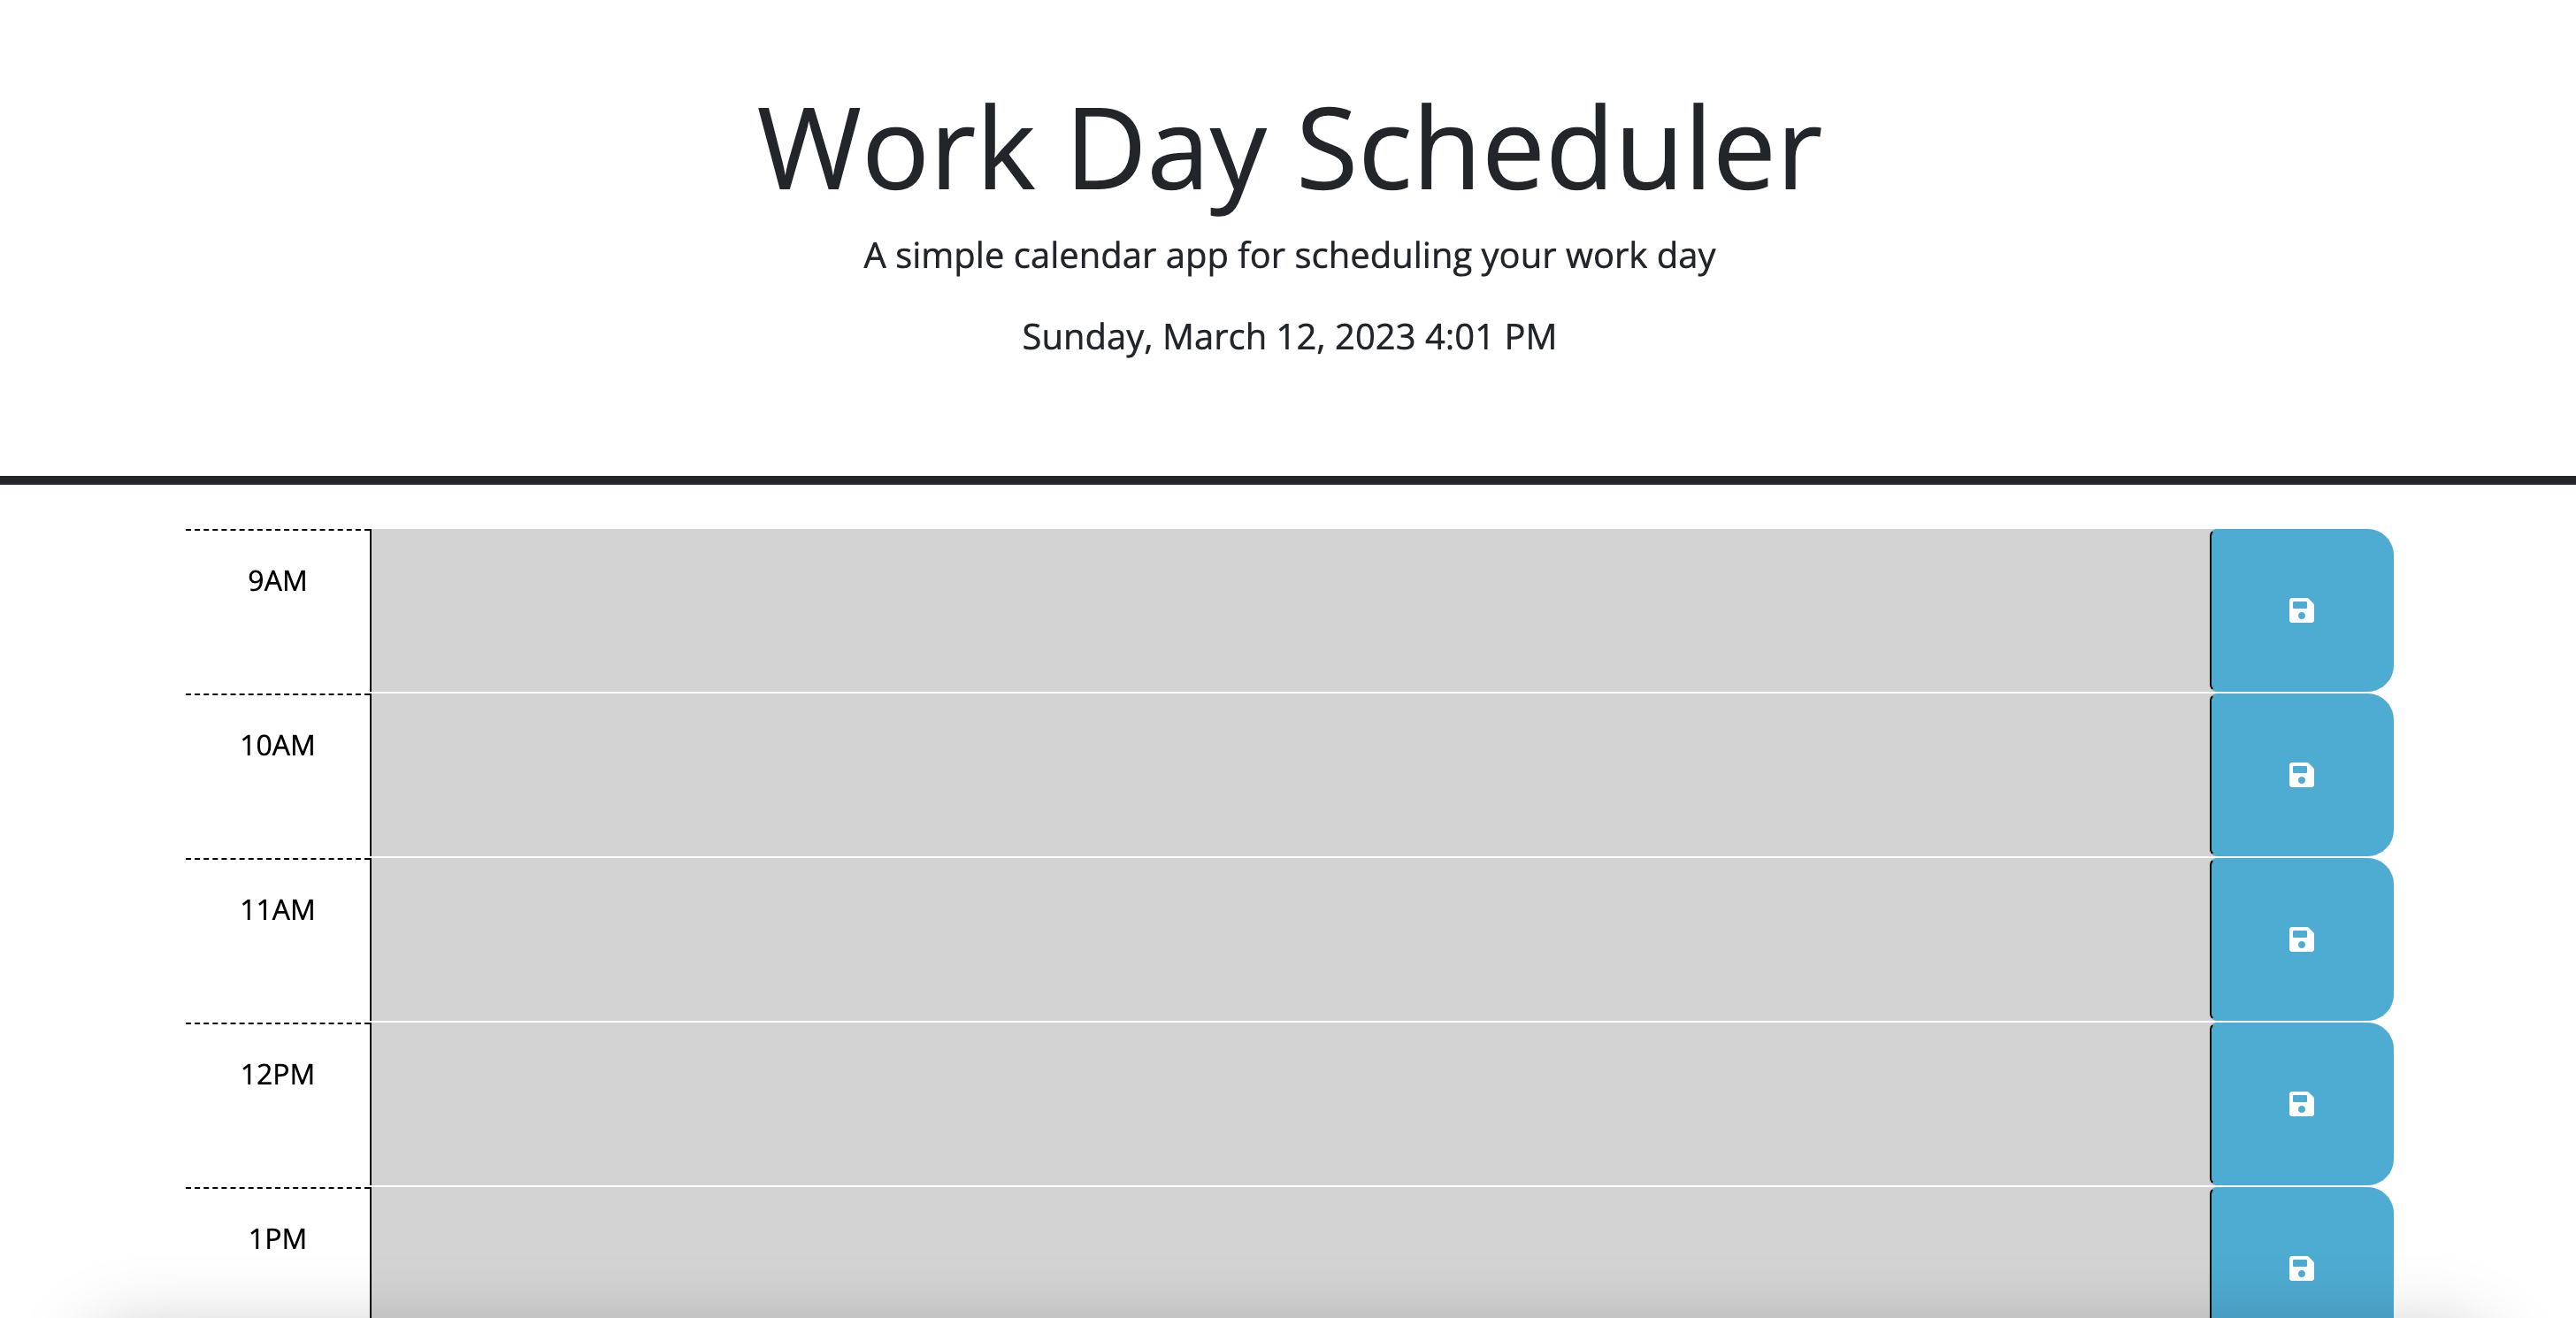 Work Day Scheduler
A simple calendar app for scheduling your work day
Sunday, March 12, 2023 4:01 PM
9AM
10AM
11AM
12PM
1PM